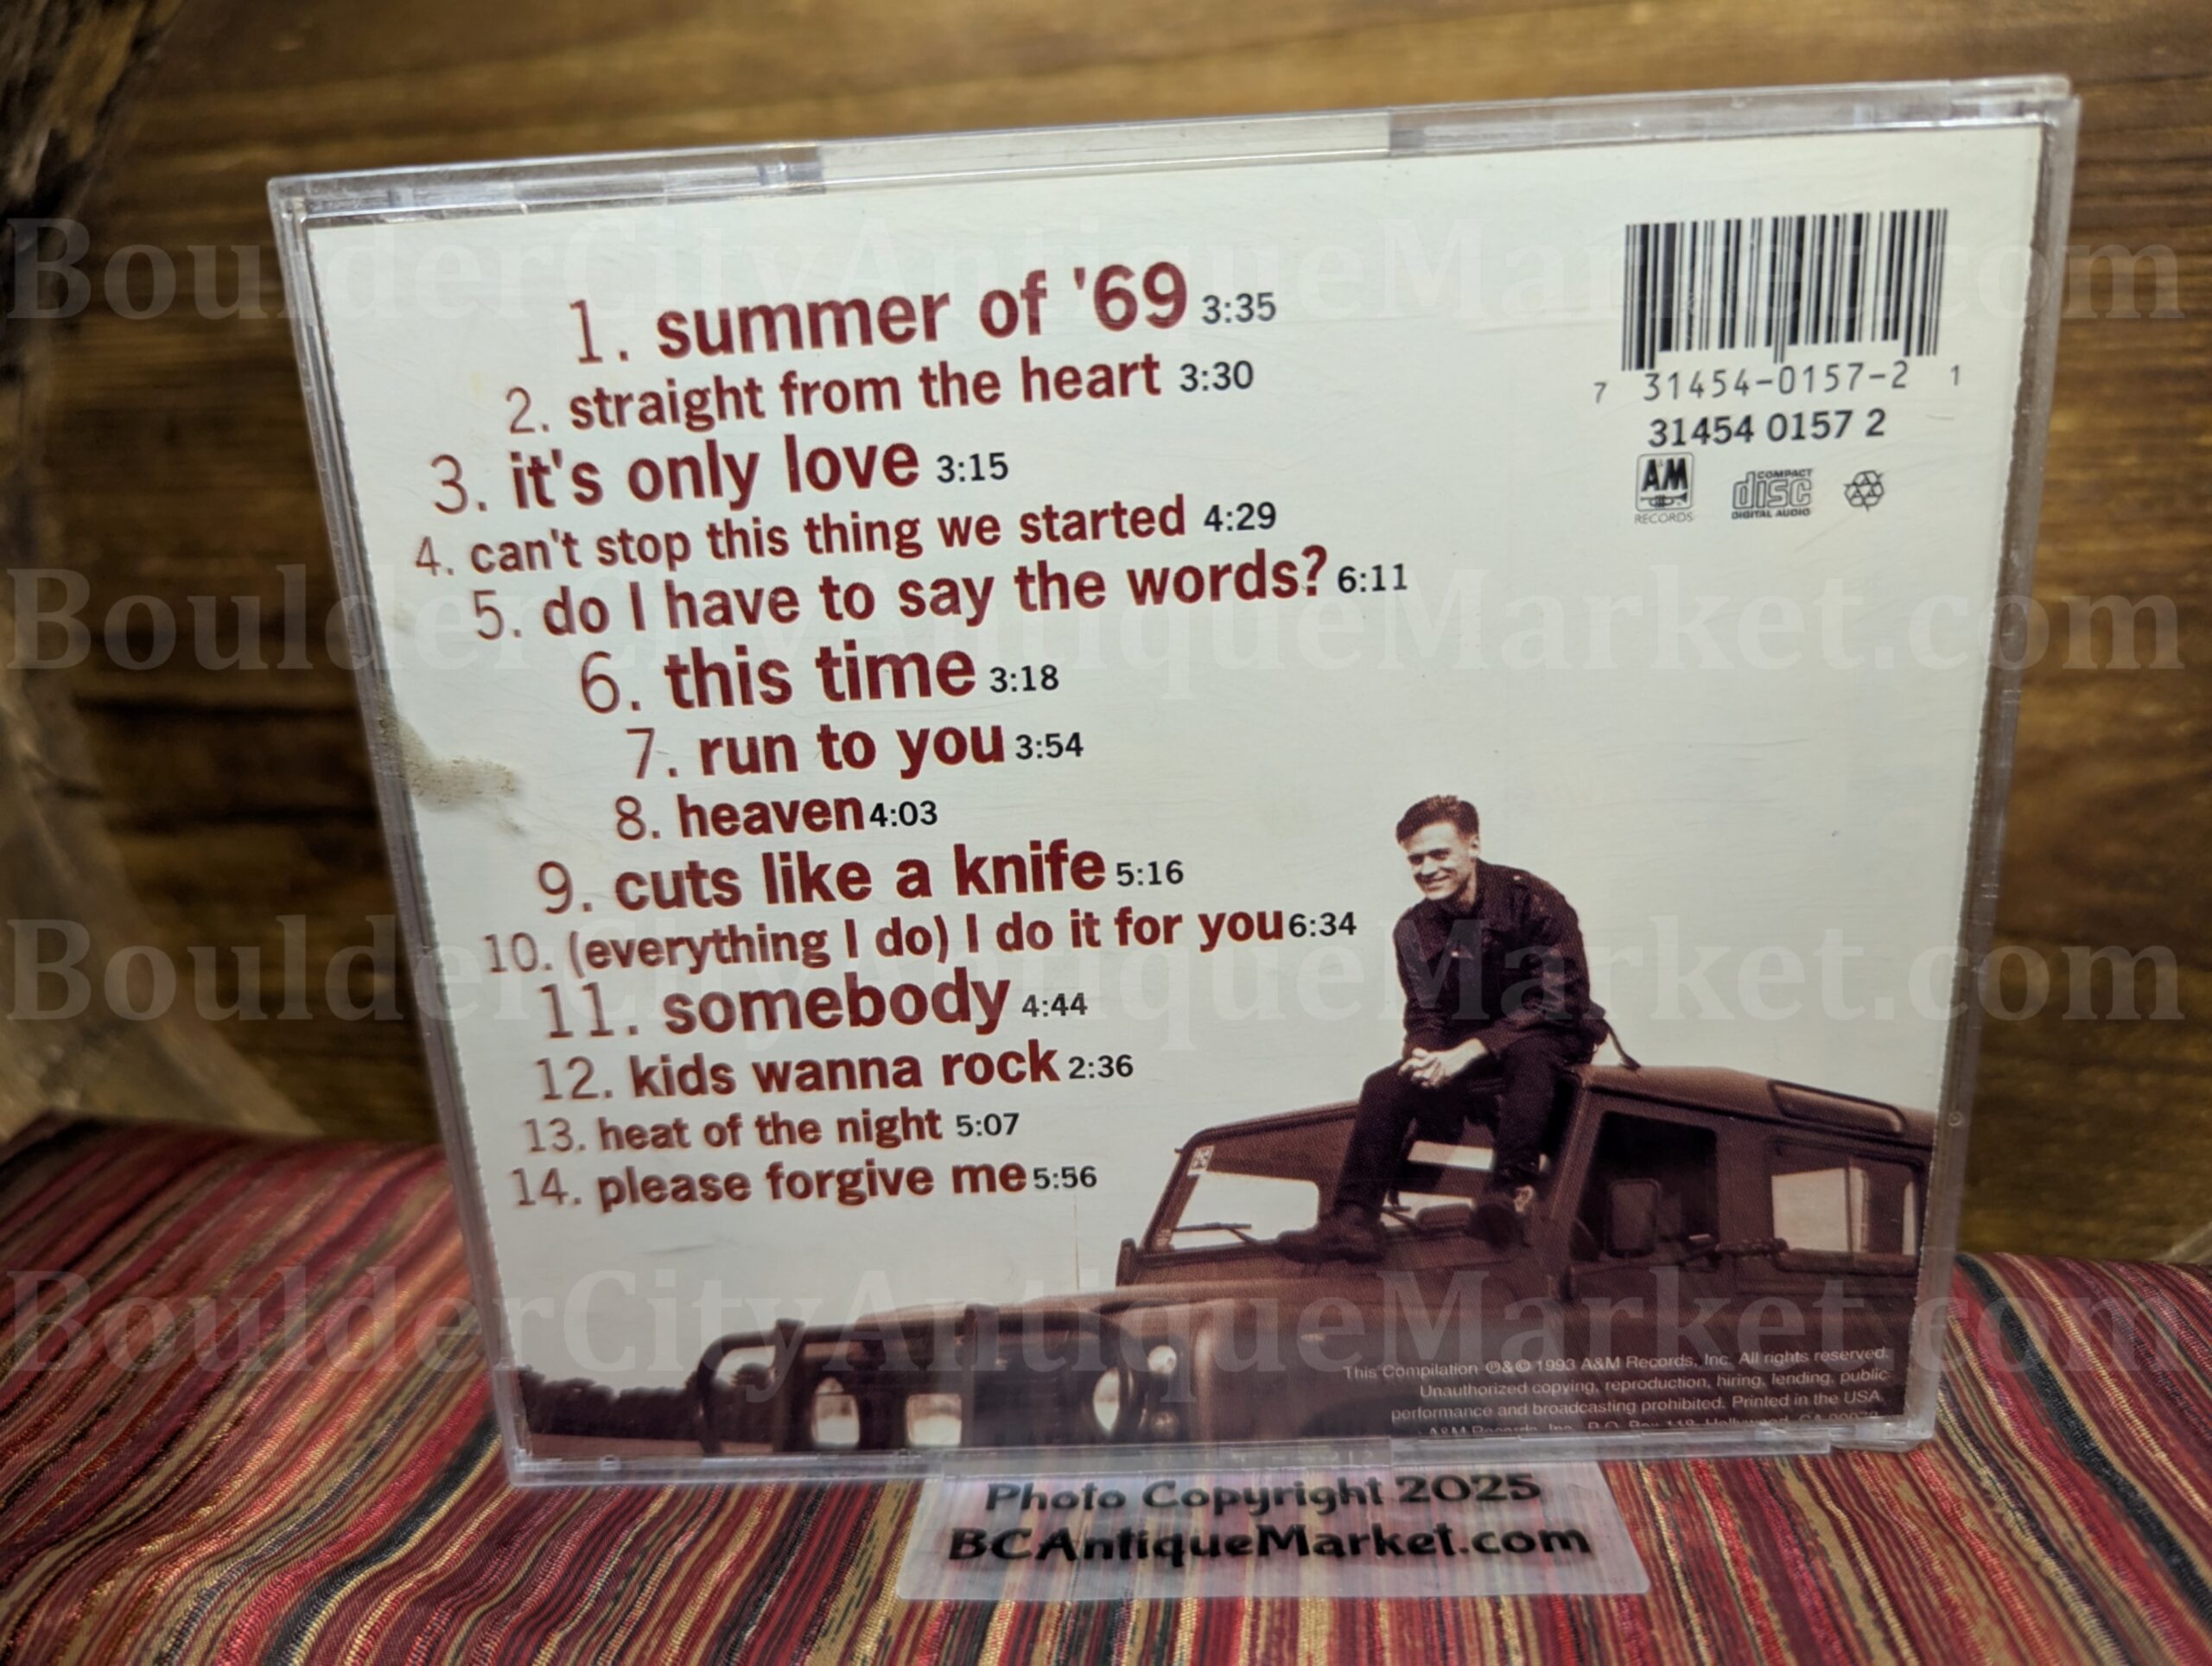 BoulderCityAntiqueMarket.com
1. summer of '69 3:35
2. straight from the heart 3:30
3. it's only love 3:15
4. can't stop this thing we started 4:29
5. do I have to say the words? 6:11
6. this time 3:18
7. run to you 3:54
8. heaven 4:03
9. cuts like a knife 5:16
10. (everything I do) I do it for you 6:34
11. somebody 4:44
12. kids wanna rock 2:36
13. heat of the night 5:07
14. please forgive me 5:56
7 31454-0157-2 1
31454 0157 2
A&M RECORDS
COMPACT disc DIGITAL AUDIO
BoulderCityAntiqueMarket.com
BoulderCityAntiqueMarket.com
BoulderCityAntiqueMarket.com
This Compilation ℗&© 1993 A&M Records, Inc. All rights reserved.
Unauthorized copying, reproduction, hiring, lending, public
performance and broadcasting prohibited. Printed in the USA.
A&M Records, Inc. P.O. Box 118, Hollywood, CA
Photo Copyright 2025
BCAntiqueMarket.com